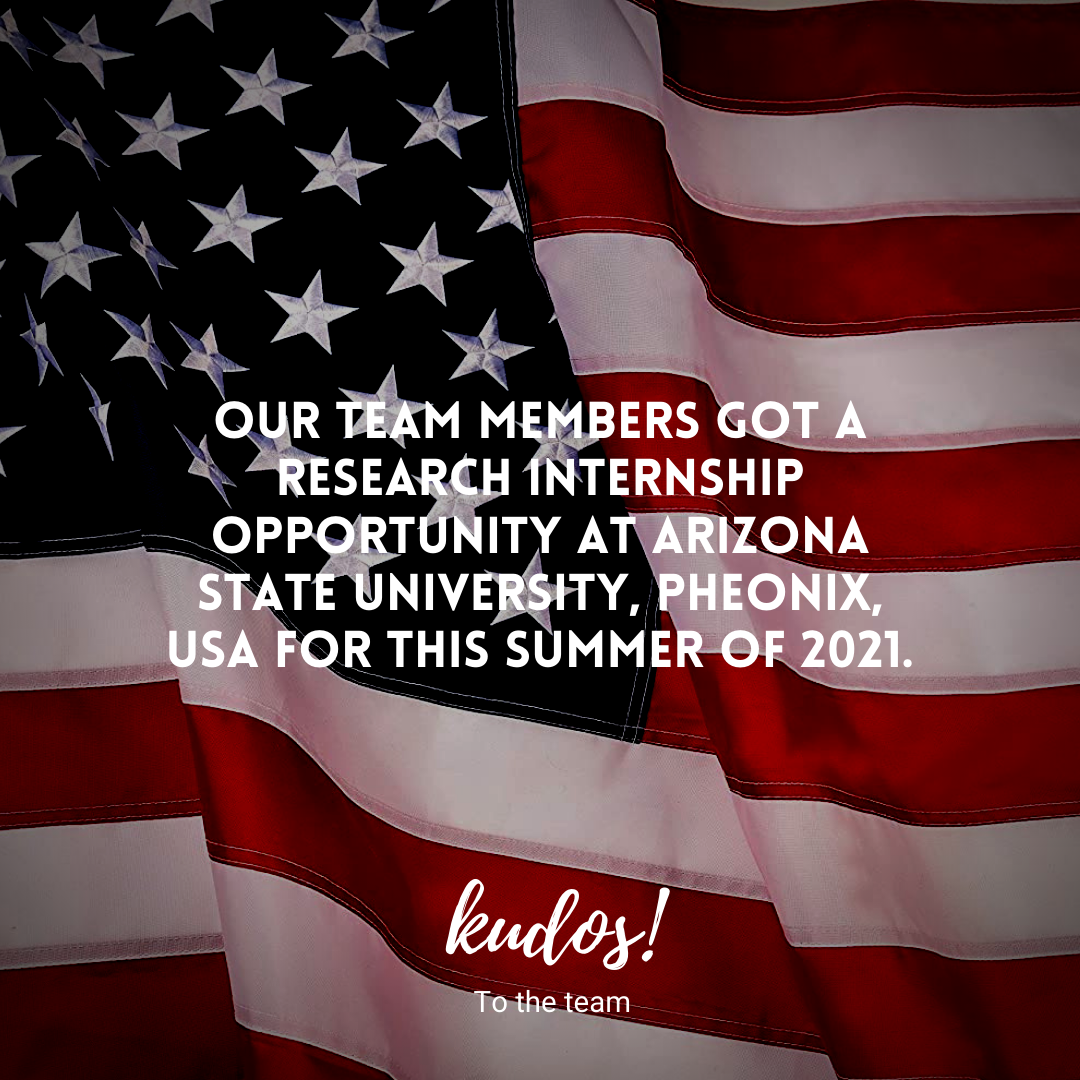 OUR TEAM MEMBERS GOT A
RESEARCH INTERNSHIP
OPPORTUNITY AT ARIZONA
STATE UNIVERSITY, PHEONIX,
USA FOR THIS SUMMER OF 2021.
kudos!
To the team